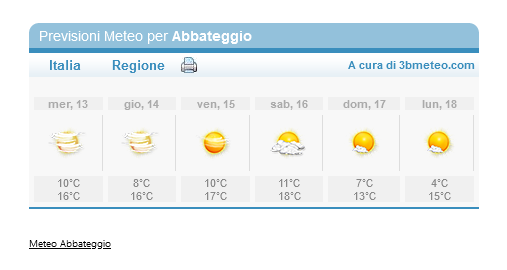 Previsioni Meteo per Abbateggio
Italia Regione A cura di 3bmeteo.com
mer, 13 gio, 14 ven, 15 sab, 16 dom, 17 lun, 18
10°C 8°C 10°C 11°C 7°C 4°C
16°C 16°C 17°C 18°C 13°C 15°C
Meteo Abbateggio